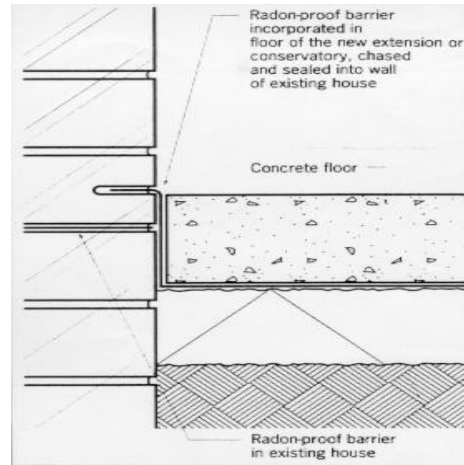 Radon-proof barrier
incorporated in
floor of the new extension or
conservatory, chased
and sealed into wall
of existing house
Concrete floor
Radon-proof barrier
in existing house